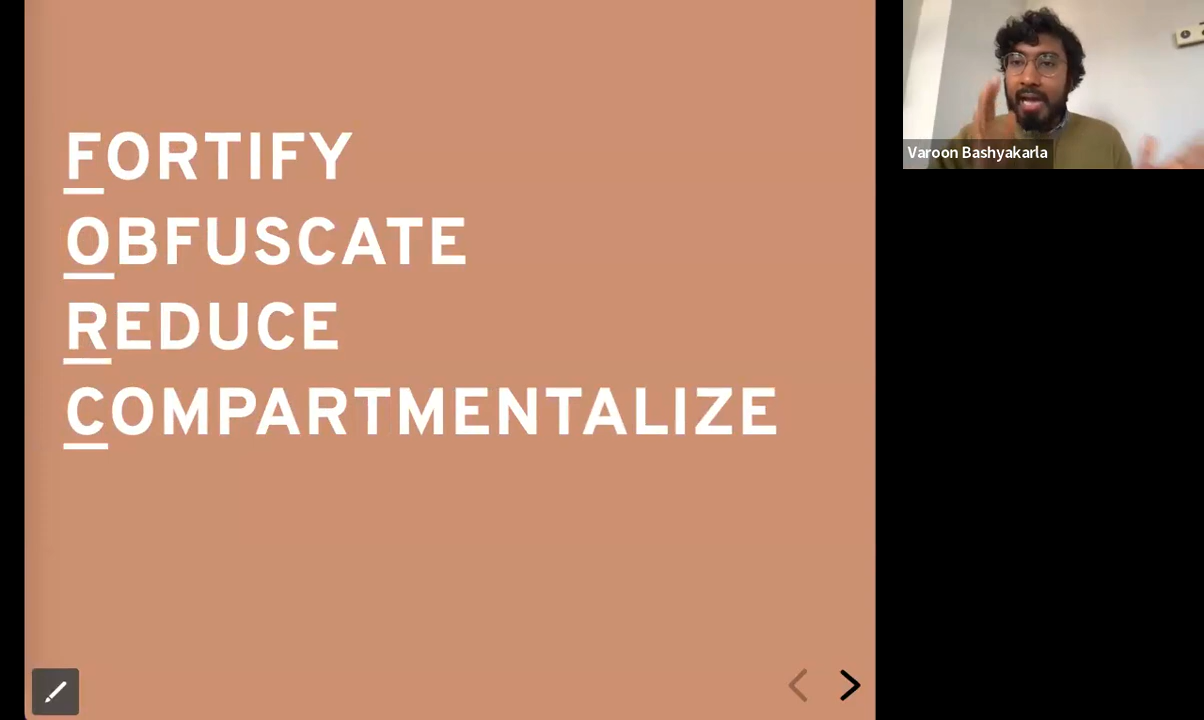 FORTIFY
OBFUSCATE
REDUCE
COMPARTMENTALIZE
Varoon Bashyakarla